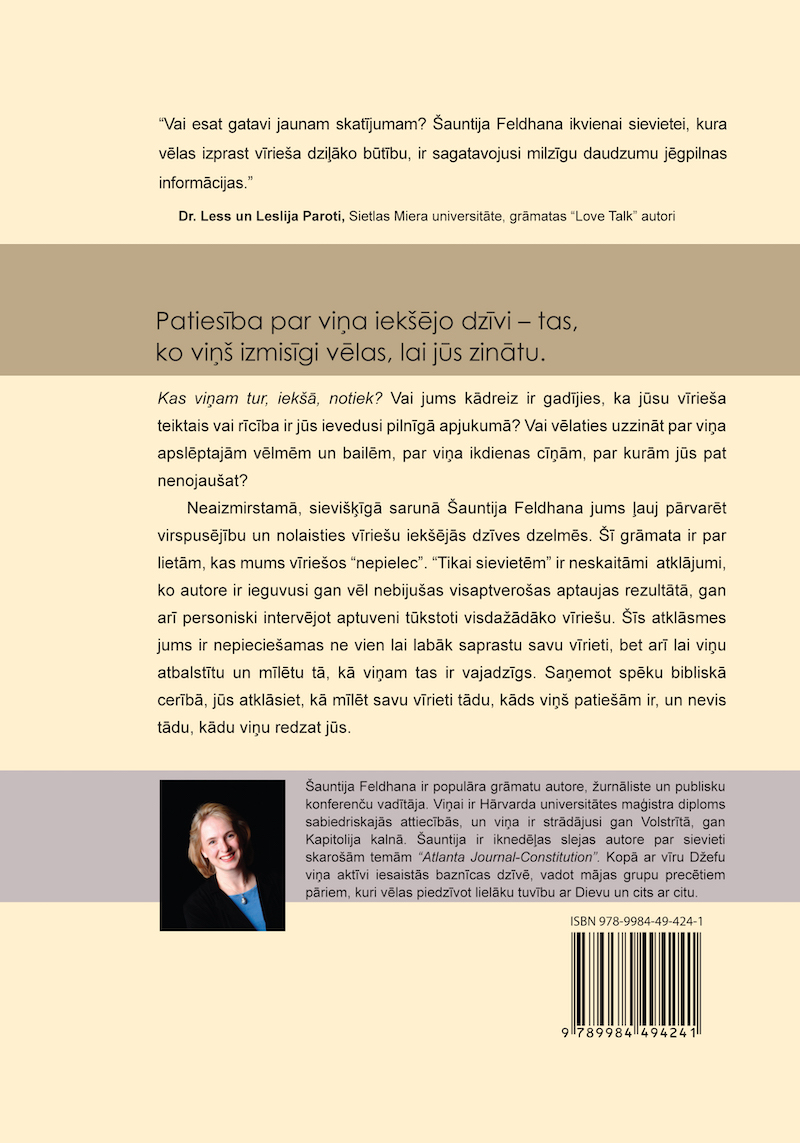 “Vai esat gatavi jaunam skatījumam? Šauntija Feldhana ikvienai sievietei, kura
vēlas izprast vīrieša dziļāko būtību, ir sagatavojusi milzīgu daudzumu jēgpilnas
informācijas.”
Dr. Less un Leslija Paroti, Sietlas Miera universitāte, grāmatas “Love Talk” autori
Patiesība par viņa iekšējo dzīvi – tas,
ko viņš izmisīgi vēlas, lai jūs zinātu.
Kas viņam tur, iekšā, notiek? Vai jums kādreiz ir gadījies, ka jūsu vīrieša
teiktais vai rīcība ir jūs ievedusi pilnīgā apjukumā? Vai vēlaties uzzināt par viņa
apslēptajām vēlmēm un bailēm, par viņa ikdienas cīņām, par kurām jūs pat
nenojaušat?
Neaizmirstamā, sievišķīgā sarunā Šauntija Feldhana jums ļauj pārvarēt
virspusējību un nolaisties vīriešu iekšējās dzīves dzelmēs. Šī grāmata ir par
lietām, kas mums vīriešos “nepielec”. “Tikai sievietēm” ir neskaitāmi atklājumi,
ko autore ir ieguvusi gan vēl nebijušas visaptverošas aptaujas rezultātā, gan
arī personiski intervējot aptuveni tūkstoti visdažādāko vīriešu. Šīs atklāsmes
jums ir nepieciešamas ne vien lai labāk saprastu savu vīrieti, bet arī lai viņu
atbalstītu un mīlētu tā, kā viņam tas ir vajadzīgs. Saņemot spēku bibliskā
cerībā, jūs atklāsiet, kā mīlēt savu vīrieti tādu, kāds viņš patiešām ir, un nevis
tādu, kādu viņu redzat jūs.
Šauntija Feldhana ir populāra grāmatu autore, žurnāliste un publisku
konferenču vadītāja. Viņai ir Hārvarda universitātes maģistra diploms
sabiedriskajās attiecībās, un viņa ir strādājusi gan Volstrītā, gan
Kapitolija kalnā. Šauntija ir iknedēļas slejas autore par sievieti
skarošām temām “Atlanta Journal-Constitution”. Kopā ar vīru Džefu
viņa aktīvi iesaistās baznīcas dzīvē, vadot mājas grupu precētiem
pāriem, kuri vēlas piedzīvot lielāku tuvību ar Dievu un cits ar citu.
ISBN 978-9984-49-424-1
9 789984 494241